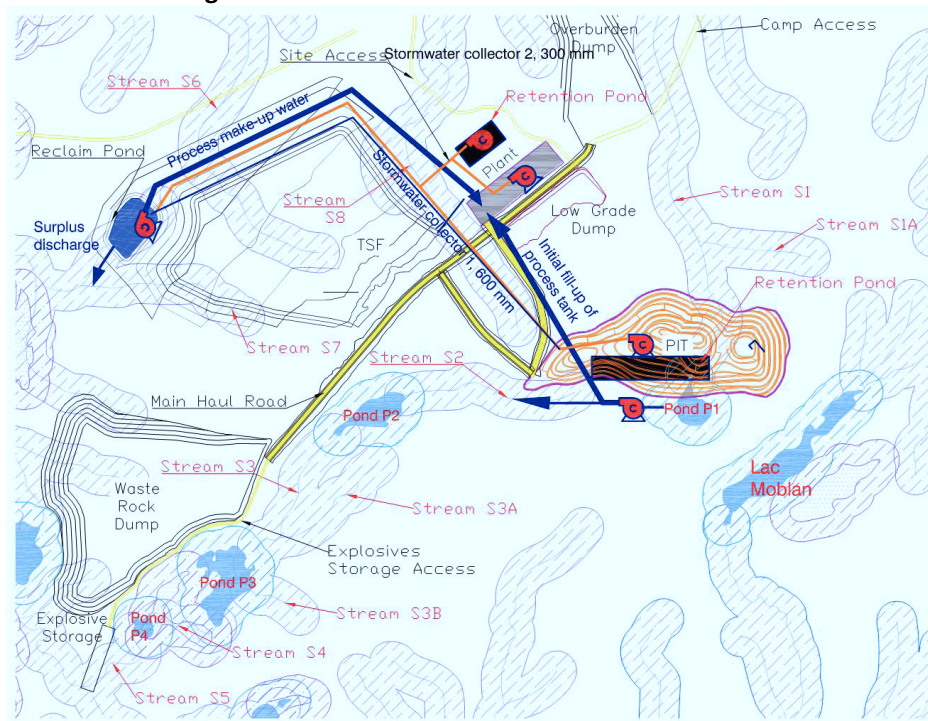 Overburden
Dump
Camp Access
Site Access
Stormwater collector 2, 300 mm
Stream S6
Retention Pond
Process make-up water
Reclaim Pond
Plant
Stream
S8
Stormwater collector 1, 600 mm
Stream S1
Low Grade
Dump
Stream S1A
Surplus
discharge
TSF
Initial fill-up of
process tank
Retention Pond
PIT
Stream S7
Stream S2
Main Haul Road
Pond P2
Pond P1
Stream S3
Lac
Moblan
Waste
Rock
Dump
Stream S3A
Explosives
Storage Access
Pond P3
Stream S3B
Explosive
Storage
Pond
P4
Stream S4
Stream S5
C
C
C
C
C